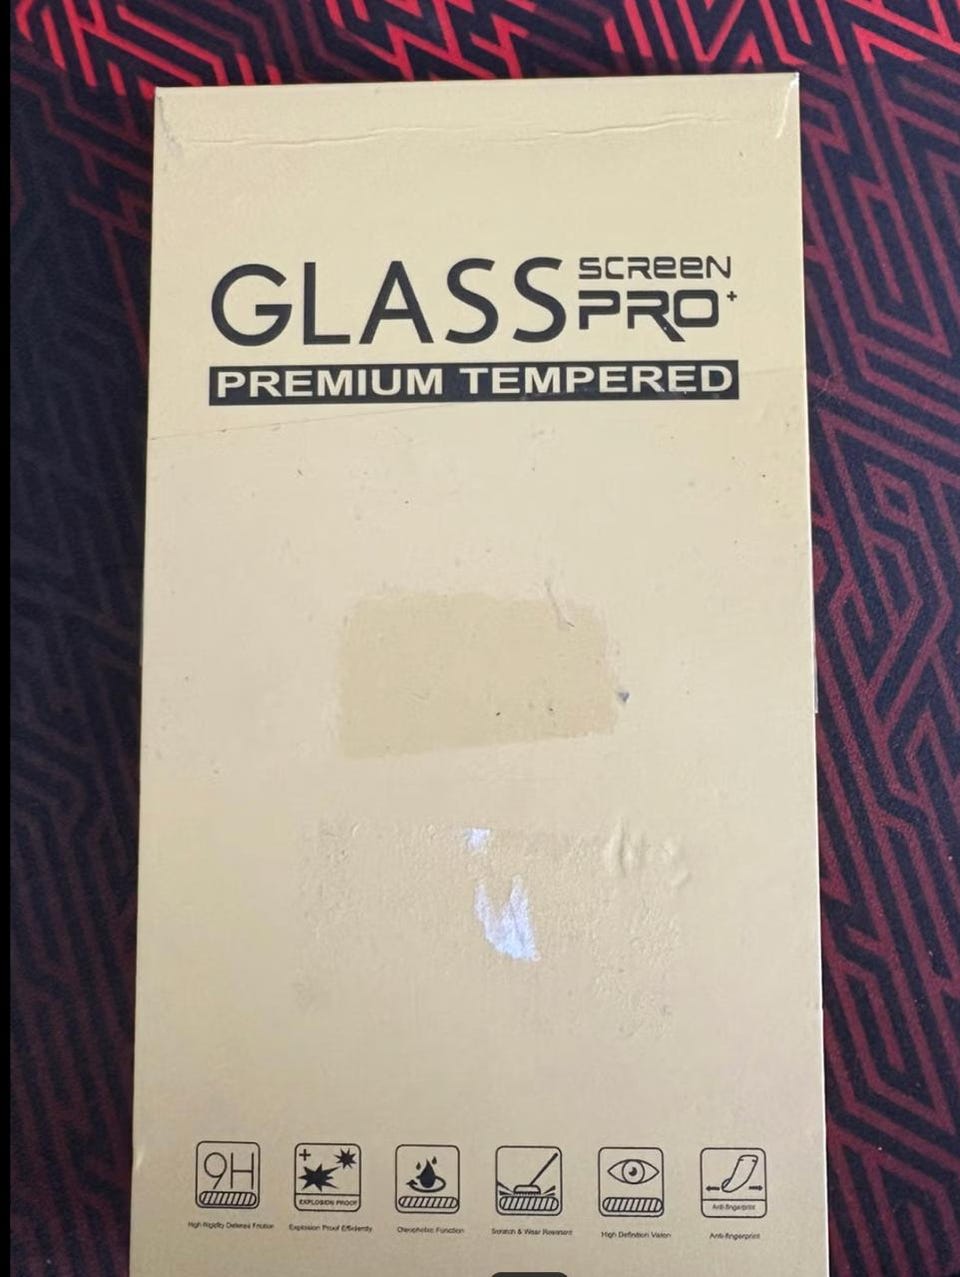 GLASS SCREEN PRO+
PREMIUM TEMPERED
9H
EXPLOSION PROOF
Anti-fingerprint
High Rigidity Defense Friction
Explosion Proof Efficiently
Oleophobic Function
Scratch & Wear Resistant
High Definition Vision
Anti-fingerprint